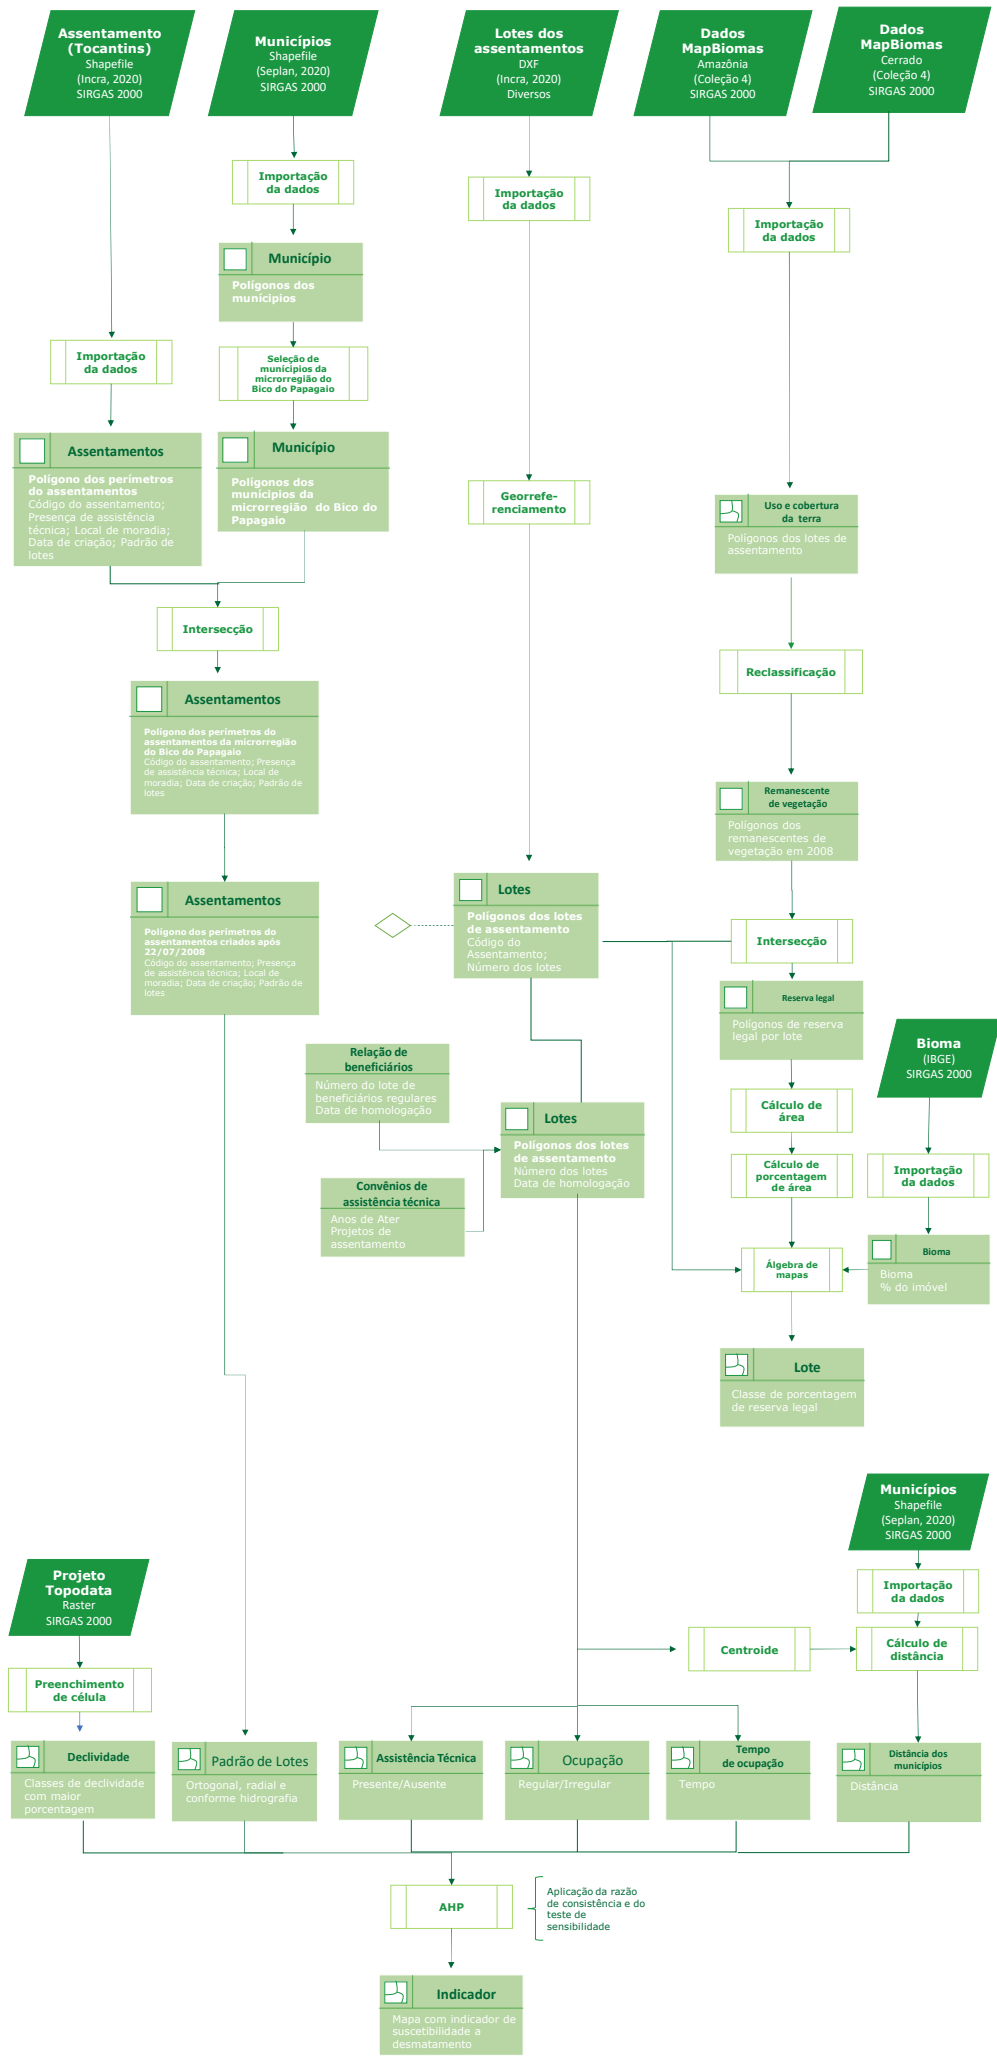 Assentamento
(Tocantins)
Shapefile
(Incra, 2020)
SIRGAS 2000
Municípios
Shapefile
(Seplan, 2020)
SIRGAS 2000
Lotes dos
assentamentos
DXF
(Incra, 2020)
Diversos
Dados
MapBiomas
Amazônia
(Coleção 4)
SIRGAS 2000
Dados
MapBiomas
Cerrado
(Coleção 4)
SIRGAS 2000
Importação
da dados
Importação
da dados
Importação
da dados
Município
Polígonos dos
munícipios
Importação
da dados
Seleção de
municipios da
microrregião do
Bico do Papagaio
Assentamentos
Polígono dos perímetros
do assentamentos
Código do assentamento;
Presença de assistência
técnica; Local de moradia;
Data de criação; Padrão de
lotes
Município
Polígonos dos
municipios da
microrregião  do Bico do
Papagaio
Georrefe-
renciamento
Uso e cobertura
da  terra
Polígonos dos lotes de
assentamento
Intersecção
Reclassificação
Assentamentos
Polígono dos perímetros do
assentamentos da microrregião
do Bico do Papagaio
Código do assentamento; Presença
de assistência técnica; Local de
moradia; Data de criação; Padrão de
lotes
Remanescente
de vegetação
Polígonos dos
remanescentes de
vegetação em 2008
Assentamentos
Polígono dos perímetros do
assentamentos criados após
22/07/2008
Código do assentamento; Presença
de assistência técnica; Local de
moradia; Data de criação; Padrão de
lotes
Lotes
Polígonos dos lotes
de assentamento
Código do
Assentamento;
Número dos lotes
Intersecção
Reserva legal
Polígonos de reserva
legal por lote
Bioma
(IBGE)
SIRGAS 2000
Relação de
beneficiários
Número do lote de
beneficiários regulares
Data de homologação
Lotes
Polígonos dos lotes
de assentamento
Número dos lotes
Data de homologação
Cálculo de
área
Cálculo de
porcentagem
de área
Importação
da dados
Convênios de
assistência técnica
Anos de Ater
Projetos de
assentamento
Álgebra de
mapas
Bioma
Bioma
% do imóvel
Lote
Classe de porcentagem
de reserva legal
Municípios
Shapefile
(Seplan, 2020)
SIRGAS 2000
Projeto
Topodata
Raster
SIRGAS 2000
Importação
da dados
Centroide
Cálculo de
distância
Preenchimento
de célula
Declividade
Classes de declividade
com maior
porcentagem
Padrão de Lotes
Ortogonal, radial e
conforme hidrografia
Assistência Técnica
Presente/Ausente
Ocupação
Regular/Irregular
Tempo
de ocupação
Tempo
Distância dos
municípios
Distância
AHP
Aplicação da razão
de consistência e do
teste de
sensibilidade
Indicador
Mapa com indicador de
suscetibilidade a
desmatamento